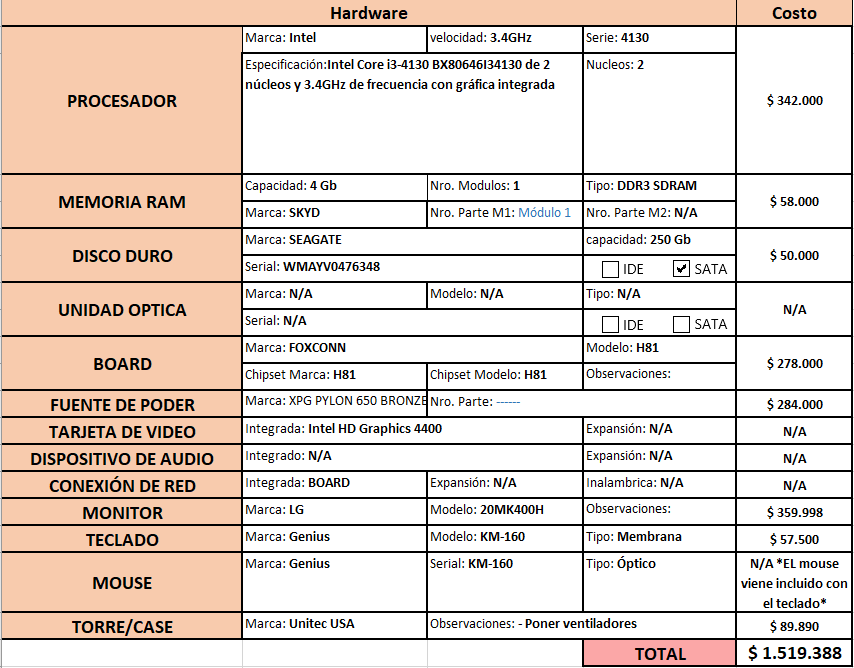 Hardware Costo
PROCESADOR
Marca: Intel velocidad: 3.4GHz Serie: 4130
Especificación:Intel Core i3-4130 BX80646I34130 de 2 Nucleos: 2
núcleos y 3.4GHz de frecuencia con gráfica integrada
$ 342.000
MEMORIA RAM
Capacidad: 4 Gb Nro. Modulos: 1 Tipo: DDR3 SDRAM
Marca: SKYD Nro. Parte M1: Módulo 1 Nro. Parte M2: N/A
$ 58.000
DISCO DURO
Marca: SEAGATE capacidad: 250 Gb
Serial: WMAYV0476348 IDE SATA
$ 50.000
UNIDAD OPTICA
Marca: N/A Modelo: N/A Tipo: N/A
Serial: N/A IDE SATA
N/A
BOARD
Marca: FOXCONN Modelo: H81
Chipset Marca: H81 Chipset Modelo: H81 Observaciones:
$ 278.000
FUENTE DE PODER Marca: XPG PYLON 650 BRONZE Nro. Parte: ------ $ 284.000
TARJETA DE VIDEO Integrada: Intel HD Graphics 4400 Expansión: N/A N/A
DISPOSITIVO DE AUDIO Integrado: N/A Expansión: N/A N/A
CONEXIÓN DE RED Integrada: BOARD Expansión: N/A Inalambrica: N/A N/A
MONITOR Marca: LG Modelo: 20MK400H Observaciones: $ 359.998
TECLADO Marca: Genius Modelo: KM-160 Tipo: Membrana $ 57.500
MOUSE
Marca: Genius Serial: KM-160 Tipo: Óptico
N/A *EL mouse
viene incluido con
el teclado*
TORRE/CASE Marca: Unitec USA Observaciones: - Poner ventiladores $ 89.890
TOTAL $ 1.519.388